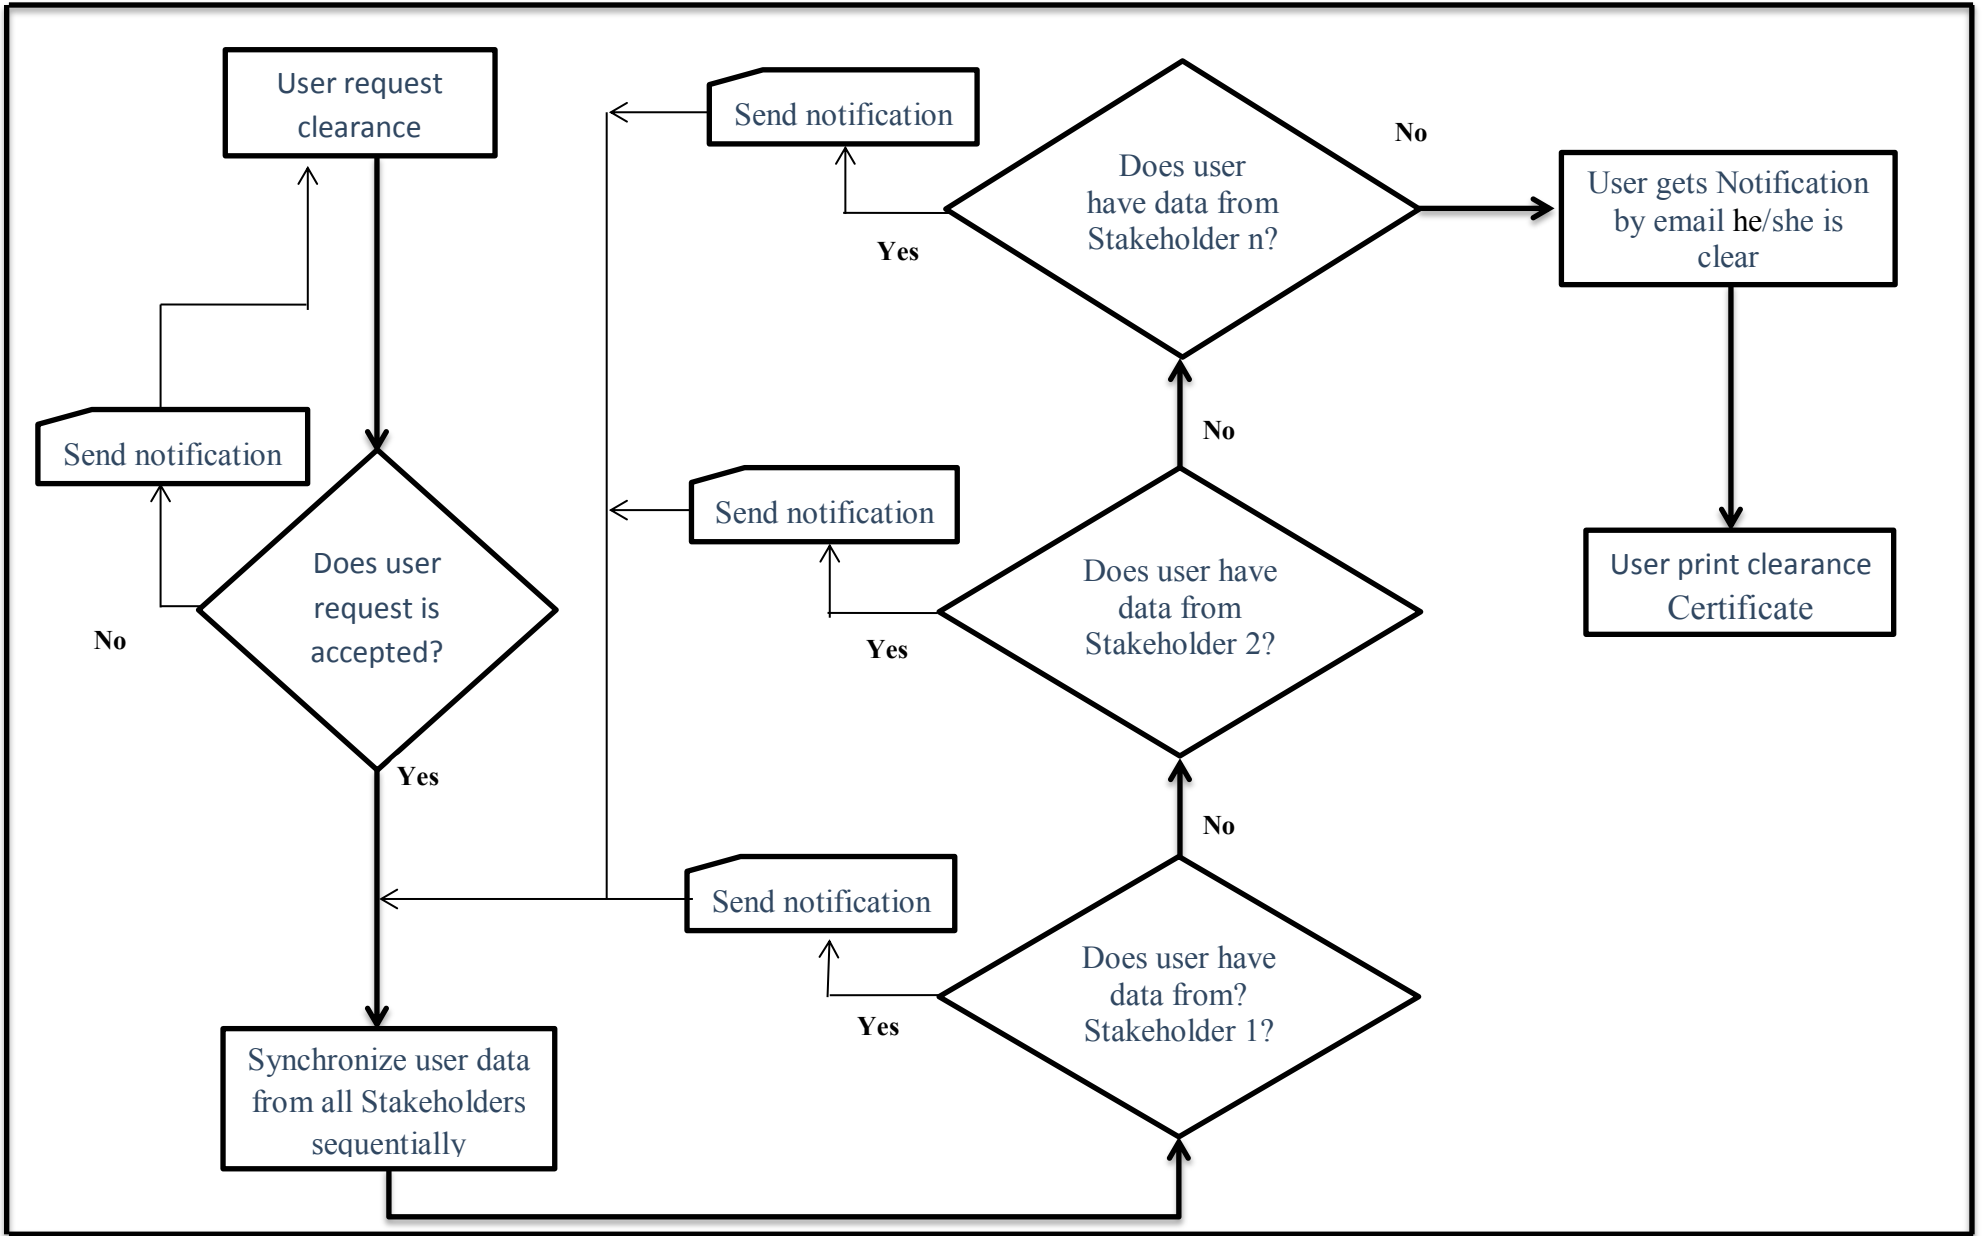 User request
clearance
Send notification
Does user
request is
accepted?
No
Yes
Synchronize user data
from all Stakeholders
sequentially
Does user have
data from?
Stakeholder 1?
Yes
Send notification
No
Does user have
data from
Stakeholder 2?
Yes
Send notification
No
Does user
have data from
Stakeholder n?
Yes
Send notification
No
User gets Notification
by email he/she is
clear
User print clearance
Certificate